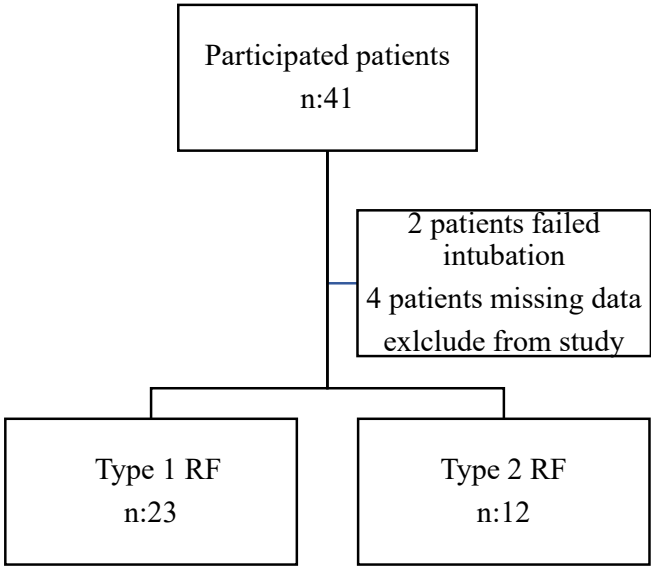 Participated patients
n:41
2 patients failed
intubation
4 patients missing data
exlclude from study
Type 1 RF
n:23
Type 2 RF
n:12